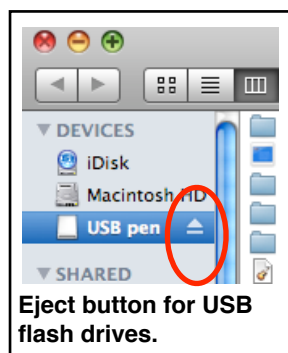 DEVICES
iDisk
Macintosh HD
USB pen
SHARED
Eject button for USB
flash drives.